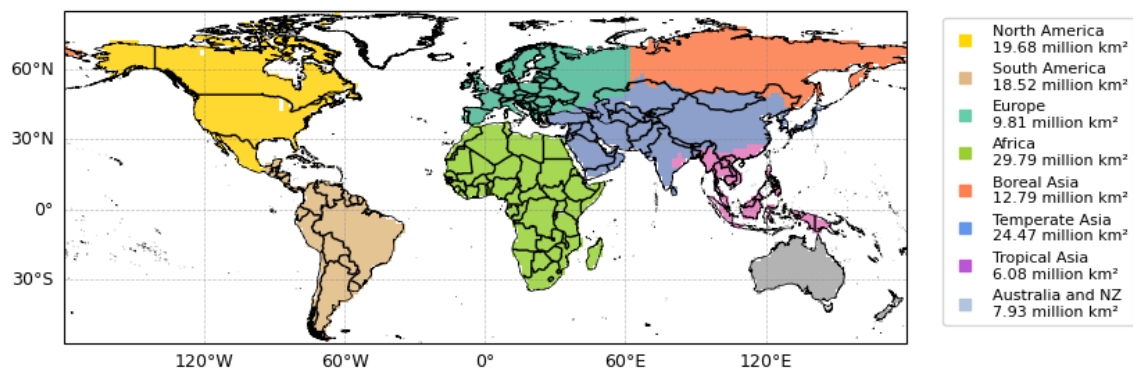 60°N
30°N
0°
30°S
120°W
60°W
0°
60°E
120°E
North America
19.68 million km²
South America
18.52 million km²
Europe
9.81 million km²
Africa
29.79 million km²
Boreal Asia
12.79 million km²
Temperate Asia
24.47 million km²
Tropical Asia
6.08 million km²
Australia and NZ
7.93 million km²